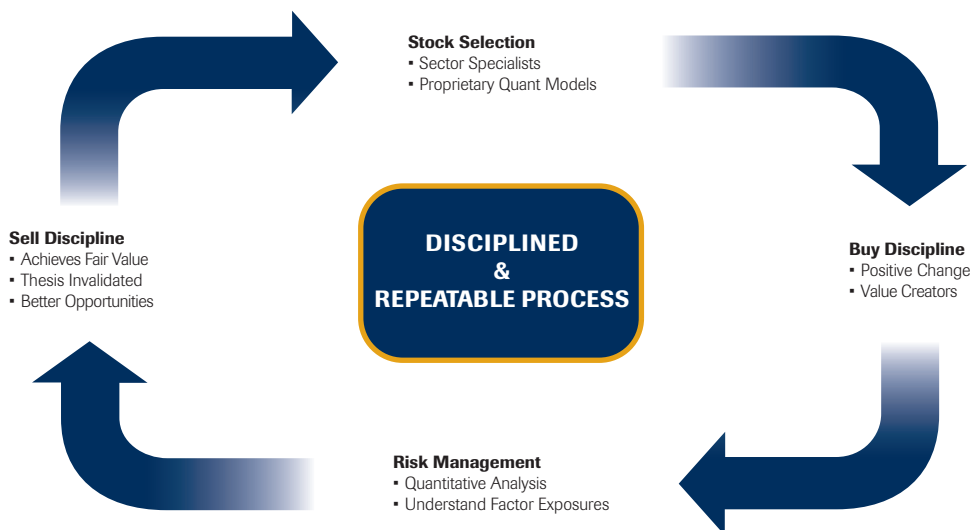 Stock Selection
▪ Sector Specialists
▪ Proprietary Quant Models
Buy Discipline
▪ Positive Change
▪ Value Creators
Risk Management
▪ Quantitative Analysis
▪ Understand Factor Exposures
Sell Discipline
▪ Achieves Fair Value
▪ Thesis Invalidated
▪ Better Opportunities
DISCIPLINED
&
REPEATABLE PROCESS